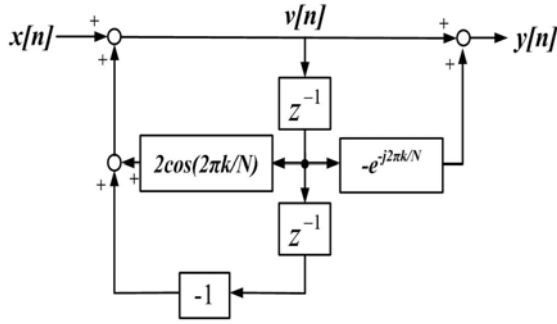 x[n]
+
v[n]
+
y[n]
+
+
z⁻¹
2cos(2πk/N)
-e^-j2πk/N
+
+
z⁻¹
-1